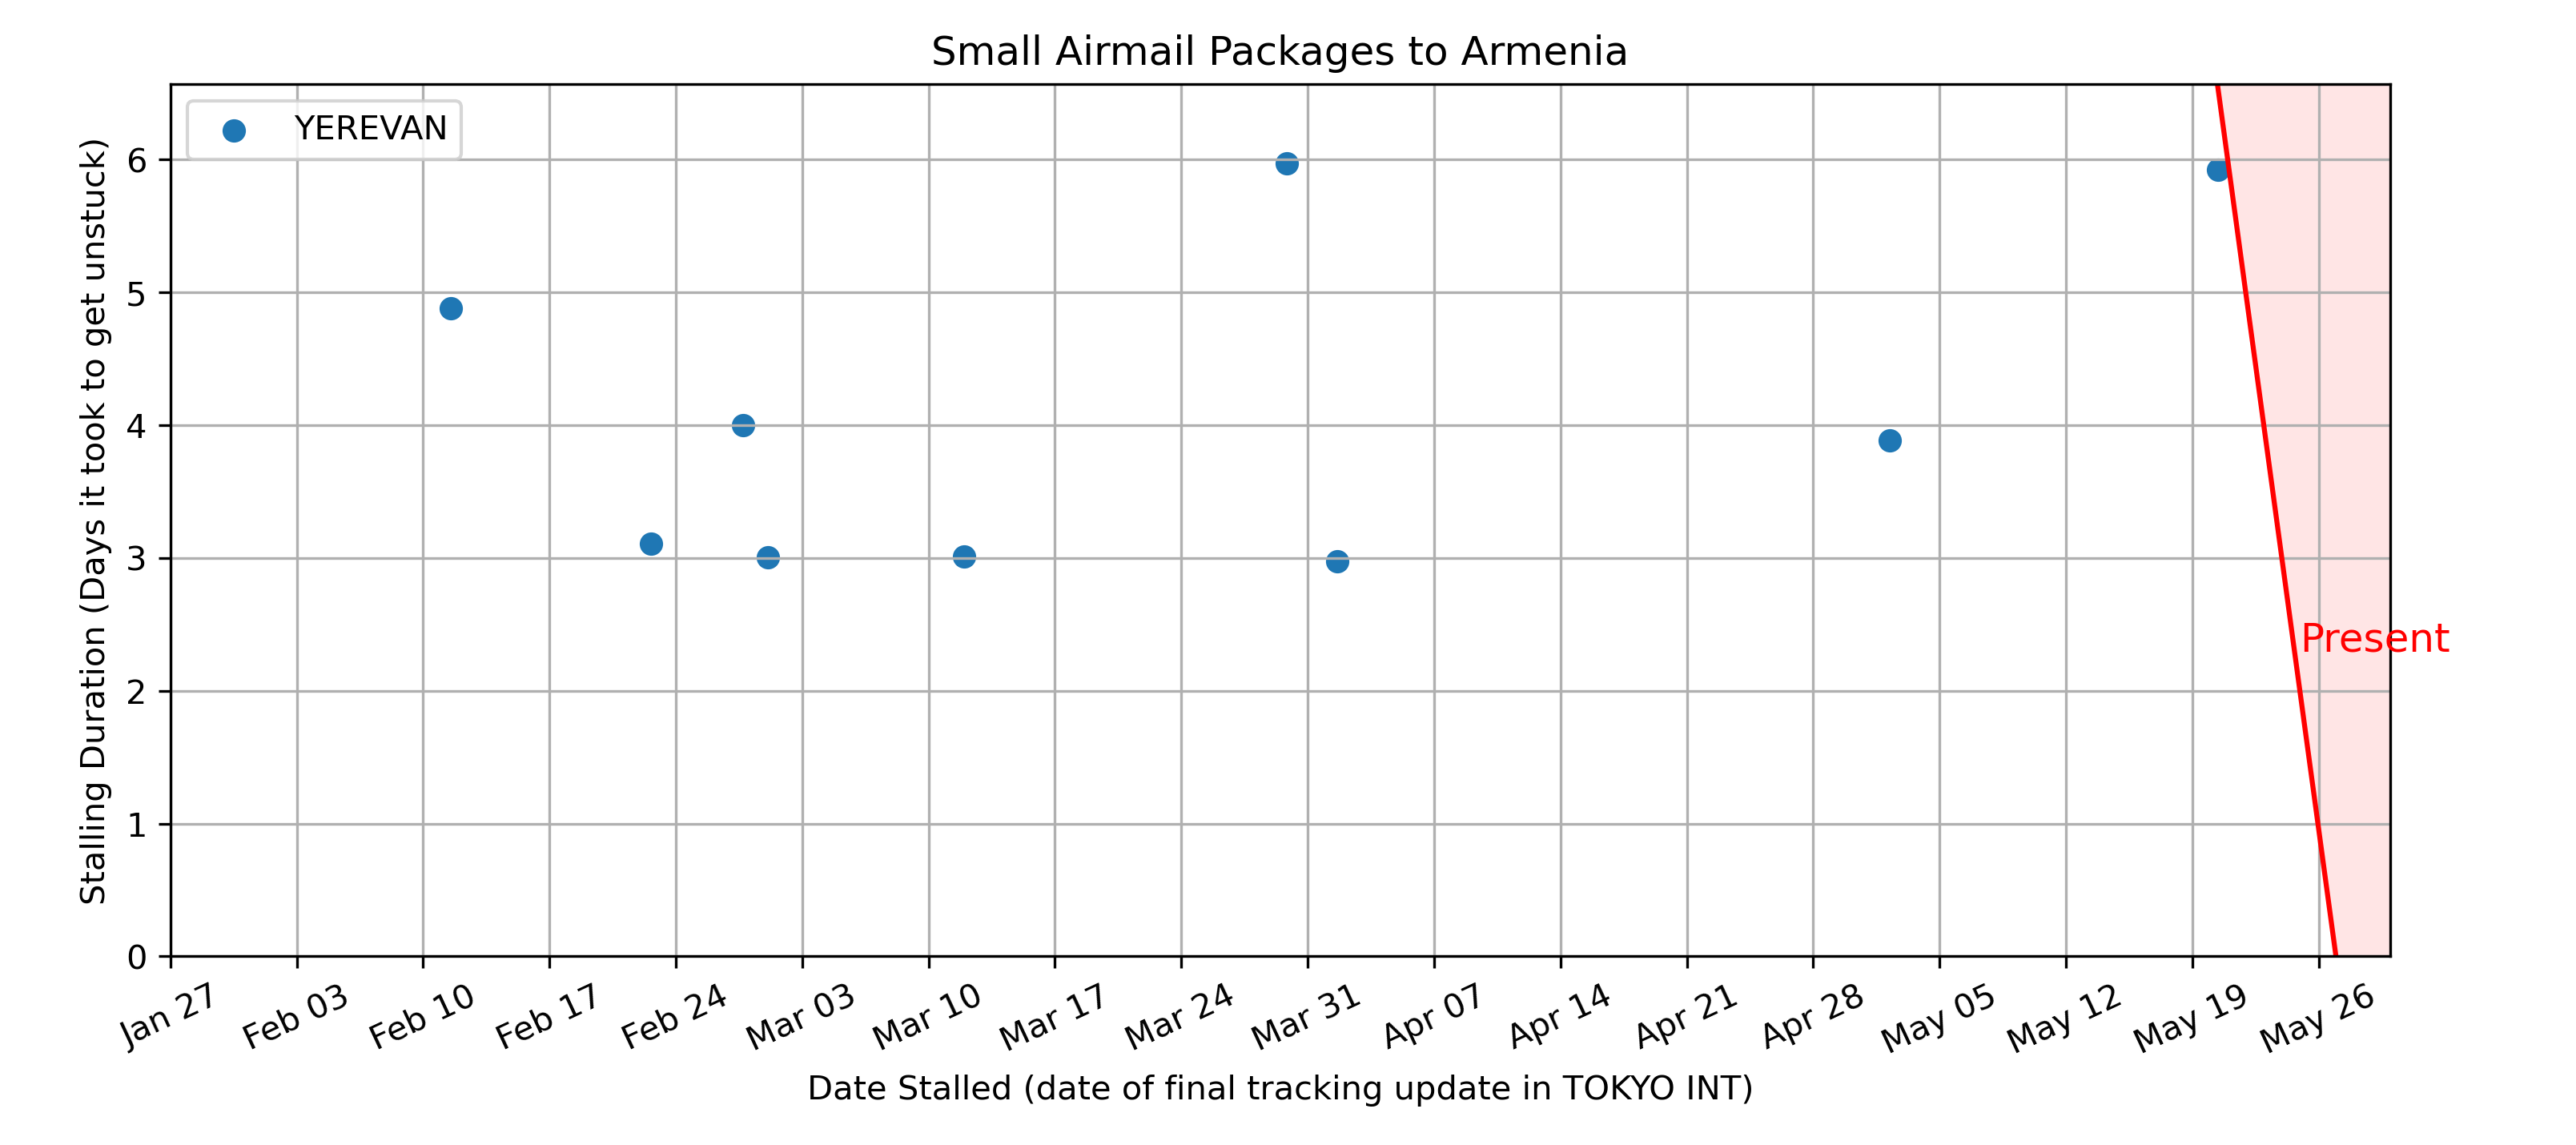 Small Airmail Packages to Armenia
YEREVAN
Stalling Duration (Days it took to get unstuck)
6
5
4
3
2
1
0
Present
Jan 27
Feb 03
Feb 10
Feb 17
Feb 24
Mar 03
Mar 10
Mar 17
Mar 24
Mar 31
Apr 07
Apr 14
Apr 21
Apr 28
May 05
May 12
May 19
May 26
Date Stalled (date of final tracking update in TOKYO INT)